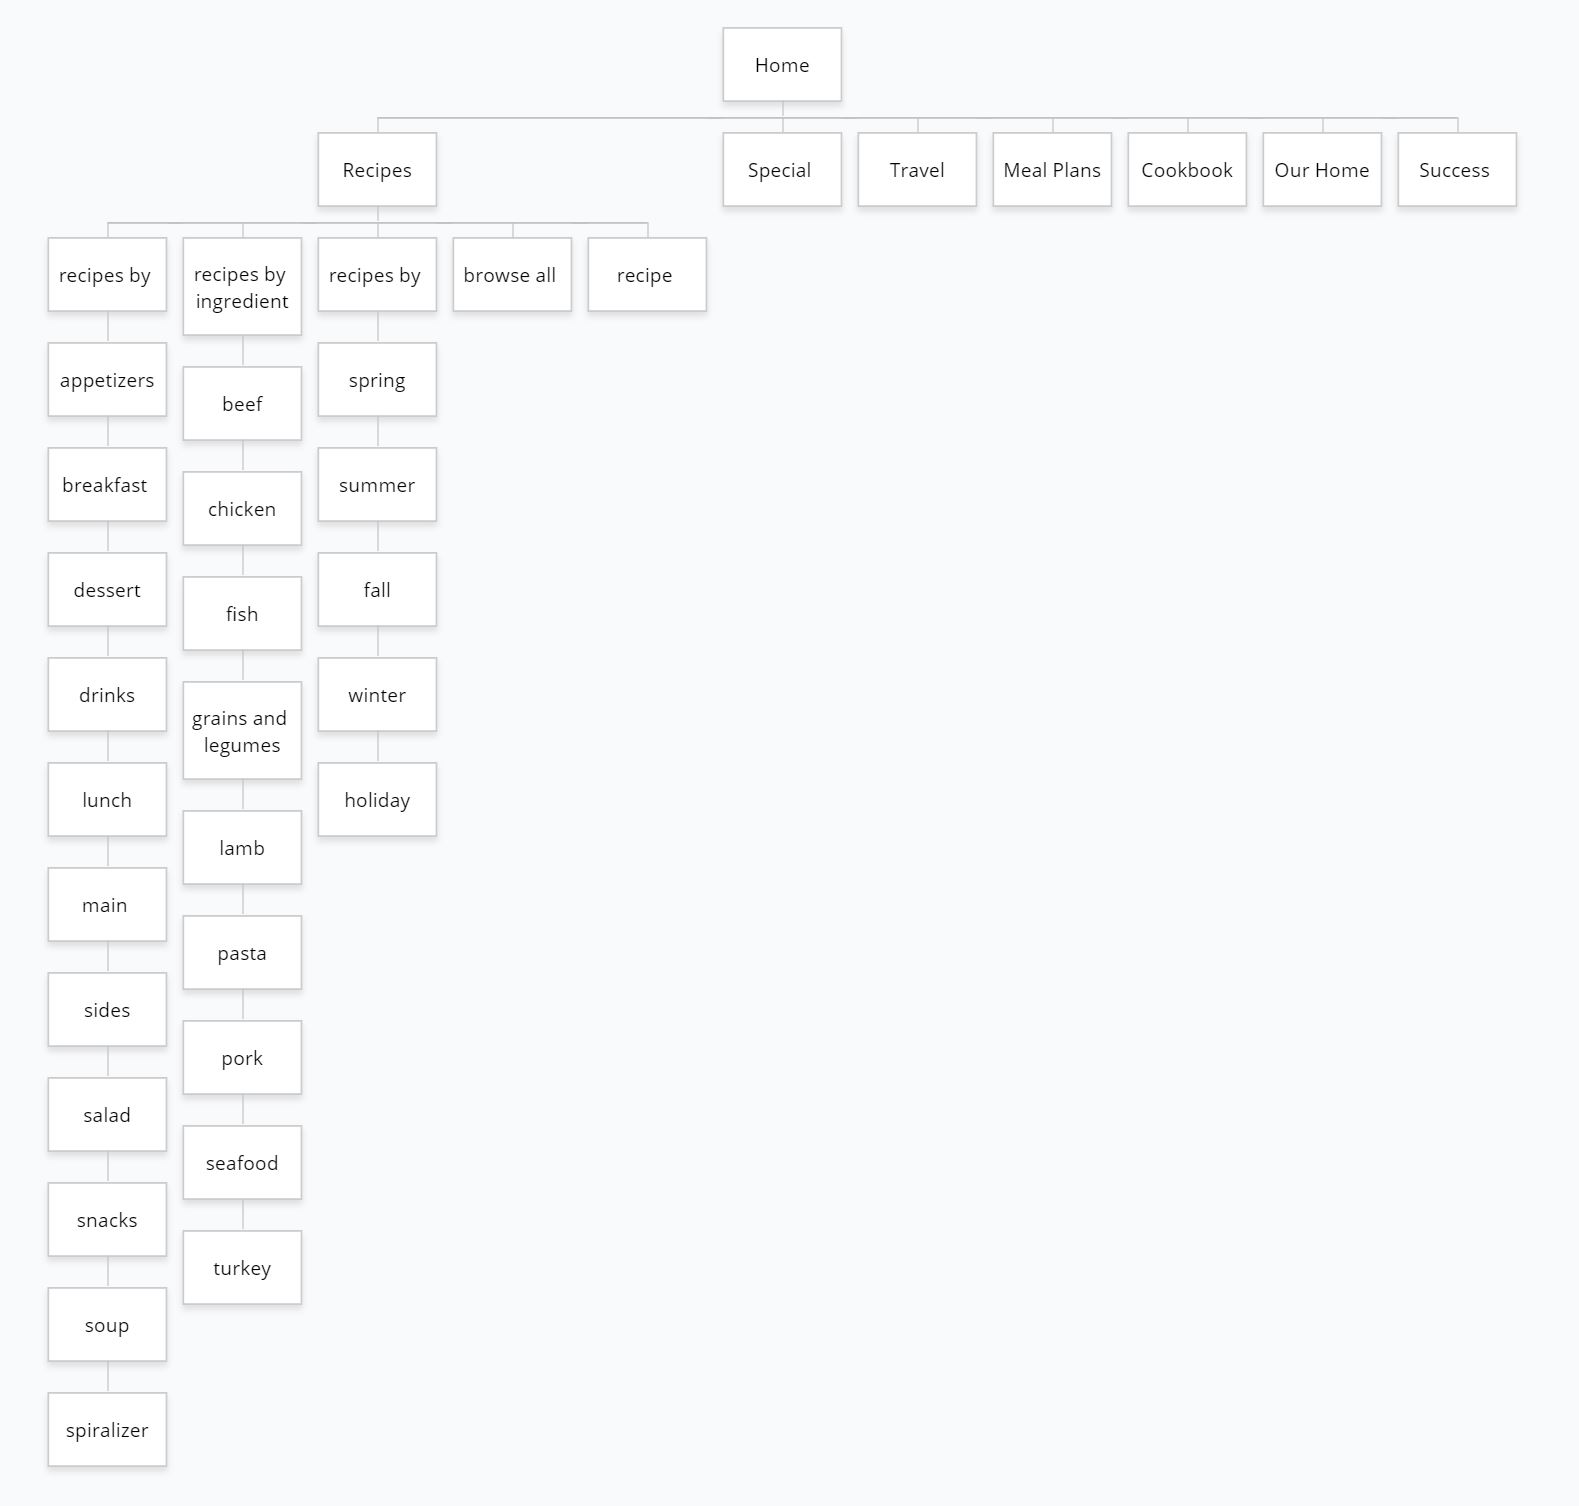 Home
Recipes
Special
Travel
Meal Plans
Cookbook
Our Home
Success
recipes by
recipes by
ingredient
recipes by
browse all
recipe
appetizers
breakfast
dessert
drinks
lunch
main
sides
salad
snacks
soup
spiralizer
beef
chicken
fish
grains and
legumes
lamb
pasta
pork
seafood
turkey
spring
summer
fall
winter
holiday